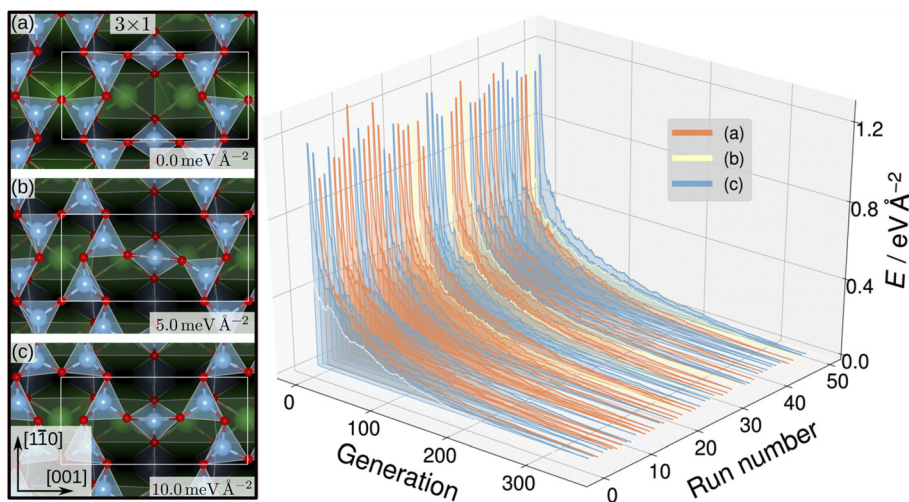 (a)
3×1
0.0 meV Å⁻²
(b)
5.0 meV Å⁻²
(c)
[11̄0]
[001]
10.0 meV Å⁻²
(a)
(b)
(c)
1.2
0.8
0.4
0.0
E / eV Å⁻²
0
100
200
300
Generation
0
10
20
30
40
50
Run number